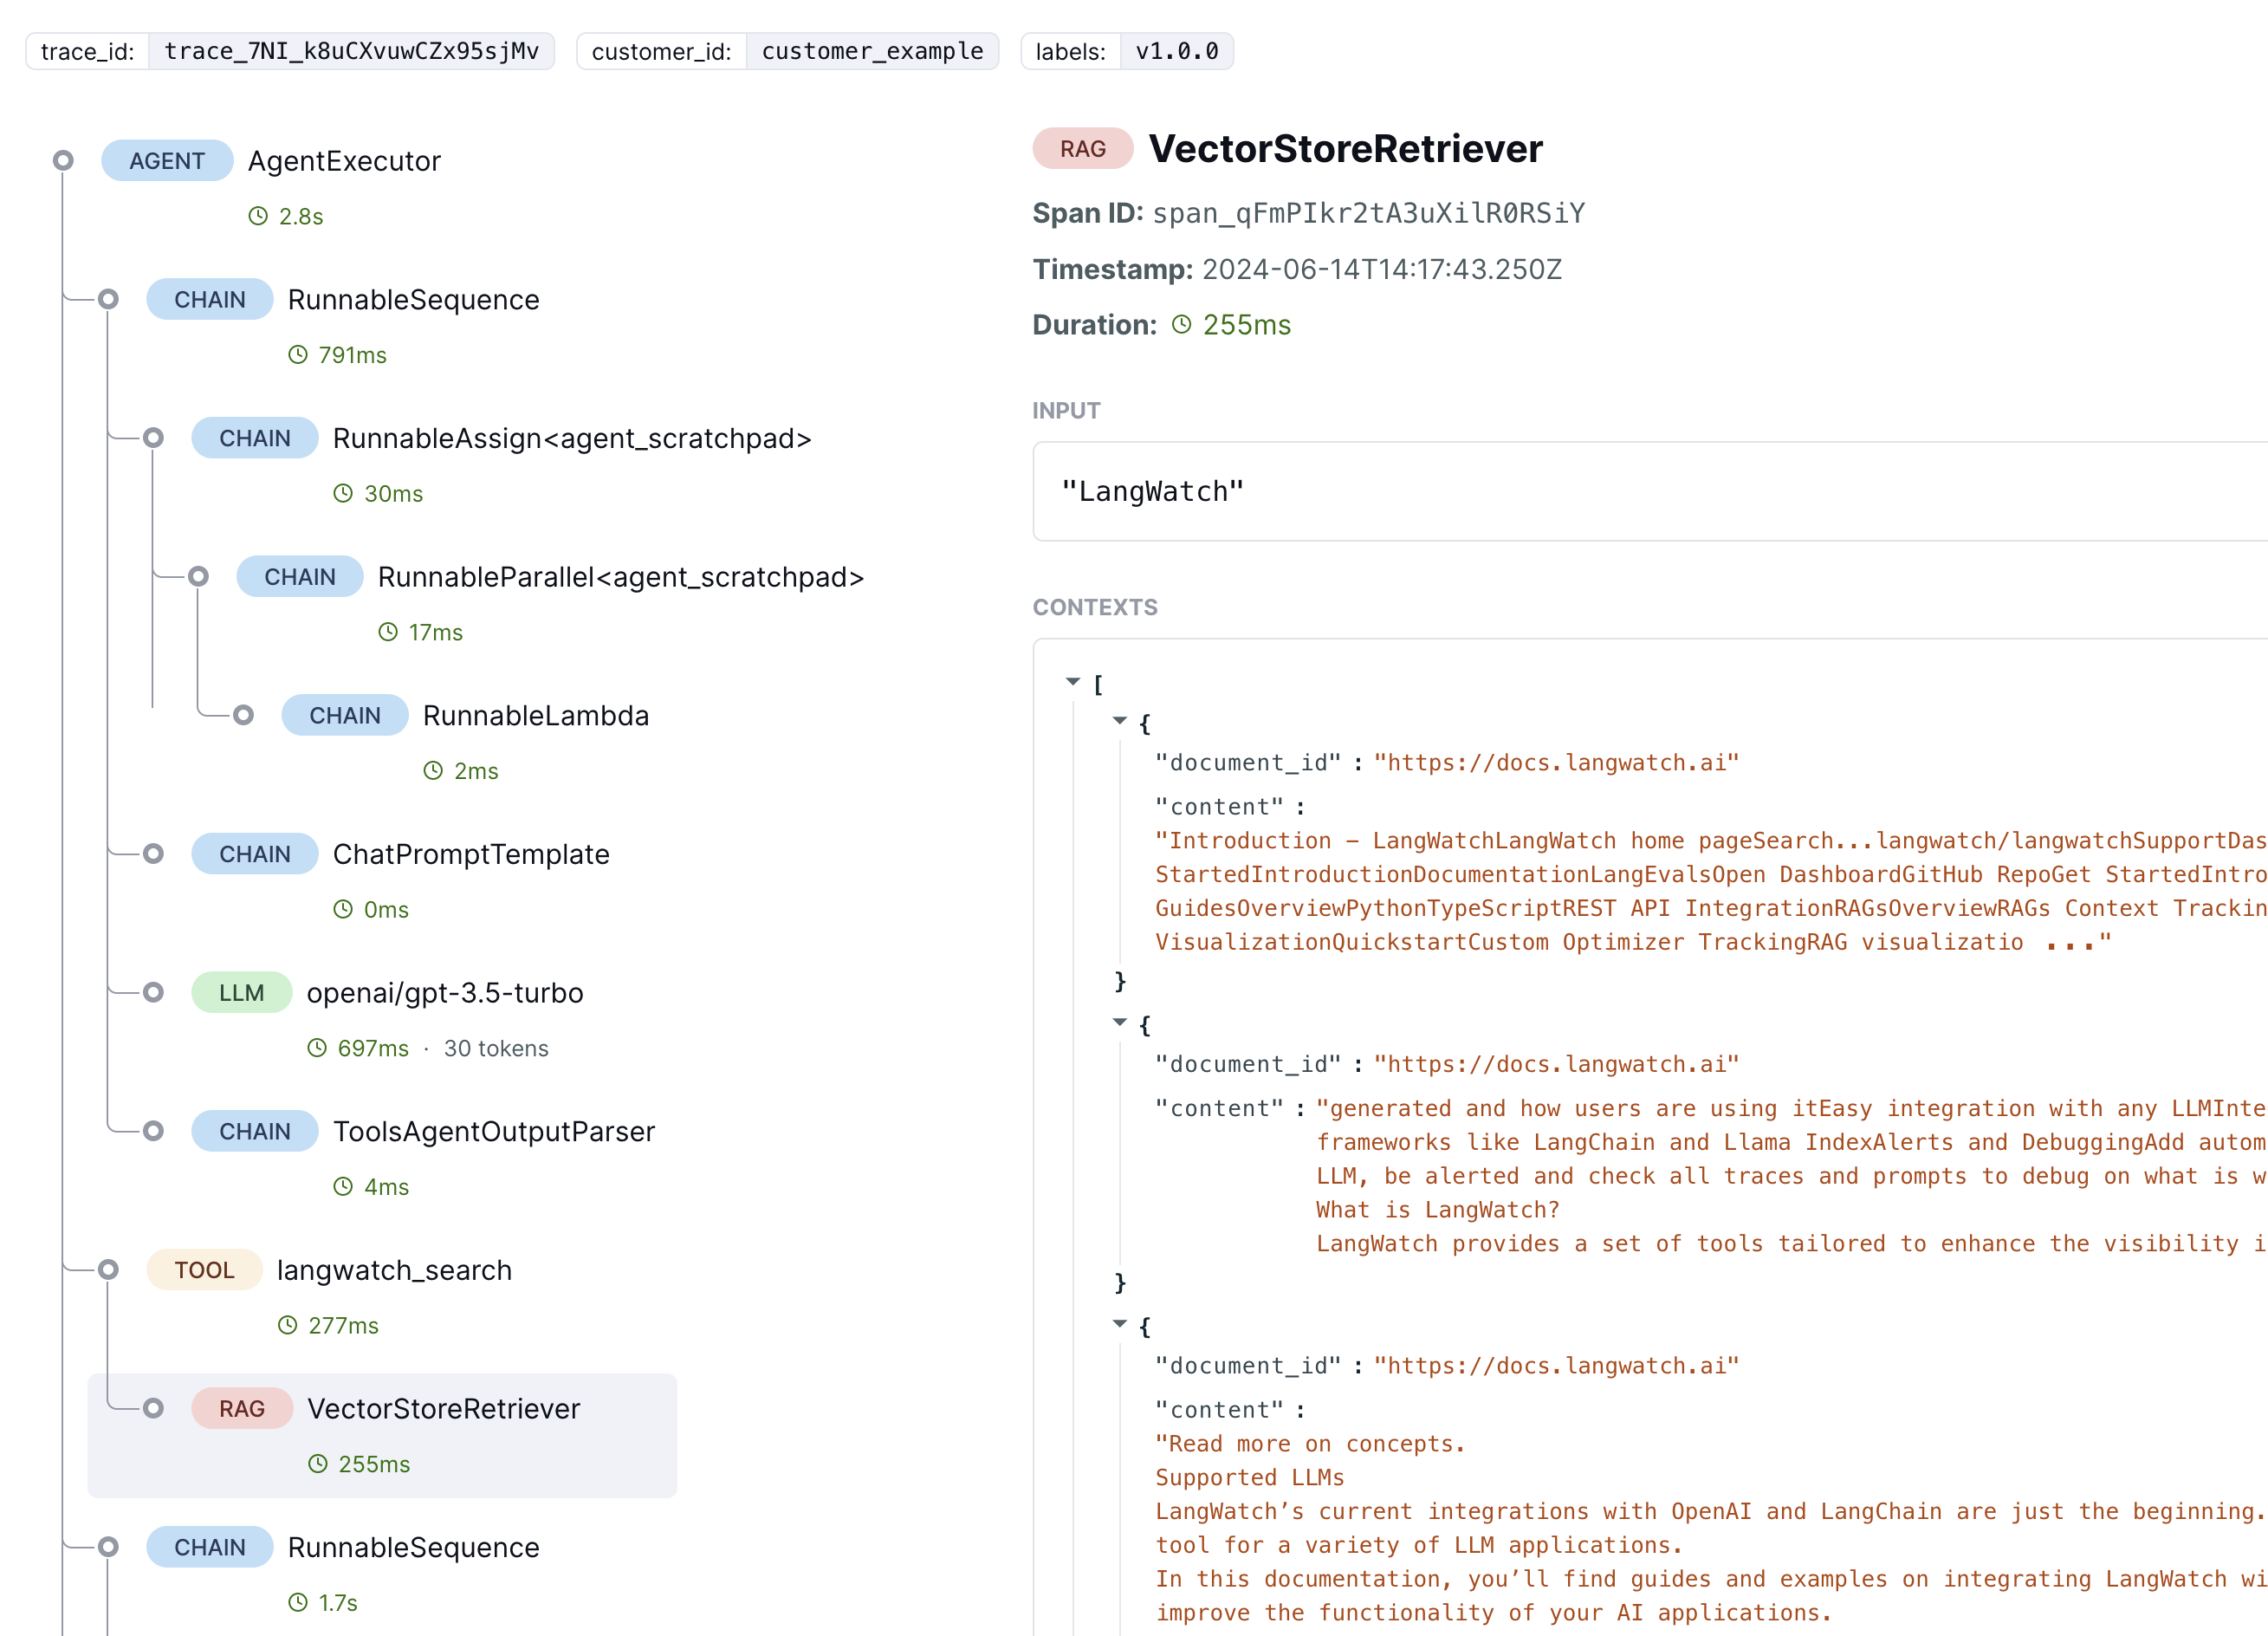 trace_id: trace_7NI_k8uCXvuwCZx95sjMv customer_id: customer_example labels: v1.0.0
AGENT AgentExecutor
2.8s
CHAIN RunnableSequence
791ms
CHAIN RunnableAssign<agent_scratchpad>
30ms
CHAIN RunnableParallel<agent_scratchpad>
17ms
CHAIN RunnableLambda
2ms
CHAIN ChatPromptTemplate
0ms
LLM openai/gpt-3.5-turbo
697ms · 30 tokens
CHAIN ToolsAgentOutputParser
4ms
TOOL langwatch_search
277ms
RAG VectorStoreRetriever
255ms
CHAIN RunnableSequence
1.7s
RAG VectorStoreRetriever
Span ID: span_qFmPIkr2tA3uXilR0RSiY
Timestamp: 2024-06-14T14:17:43.250Z
Duration: 255ms
INPUT
"LangWatch"
CONTEXTS
[
{
"document_id" : "https://docs.langwatch.ai"
"content" :
"Introduction – LangWatchLangWatch home pageSearch...langwatch/langwatchSupportDas
StartedIntroductionDocumentationLangEvalsOpen DashboardGitHub RepoGet StartedIntro
GuidesOverviewPythonTypeScriptREST API IntegrationRAGsOverviewRAGs Context Trackin
VisualizationQuickstartCustom Optimizer TrackingRAG visualizatio ..."
}
{
"document_id" : "https://docs.langwatch.ai"
"content" : "generated and how users are using itEasy integration with any LLMInte
frameworks like LangChain and Llama IndexAlerts and DebuggingAdd autom
LLM, be alerted and check all traces and prompts to debug on what is w
What is LangWatch?
LangWatch provides a set of tools tailored to enhance the visibility i
}
{
"document_id" : "https://docs.langwatch.ai"
"content" :
"Read more on concepts.
Supported LLMs
LangWatch’s current integrations with OpenAI and LangChain are just the beginning.
tool for a variety of LLM applications.
In this documentation, you’ll find guides and examples on integrating LangWatch wi
improve the functionality of your AI applications.